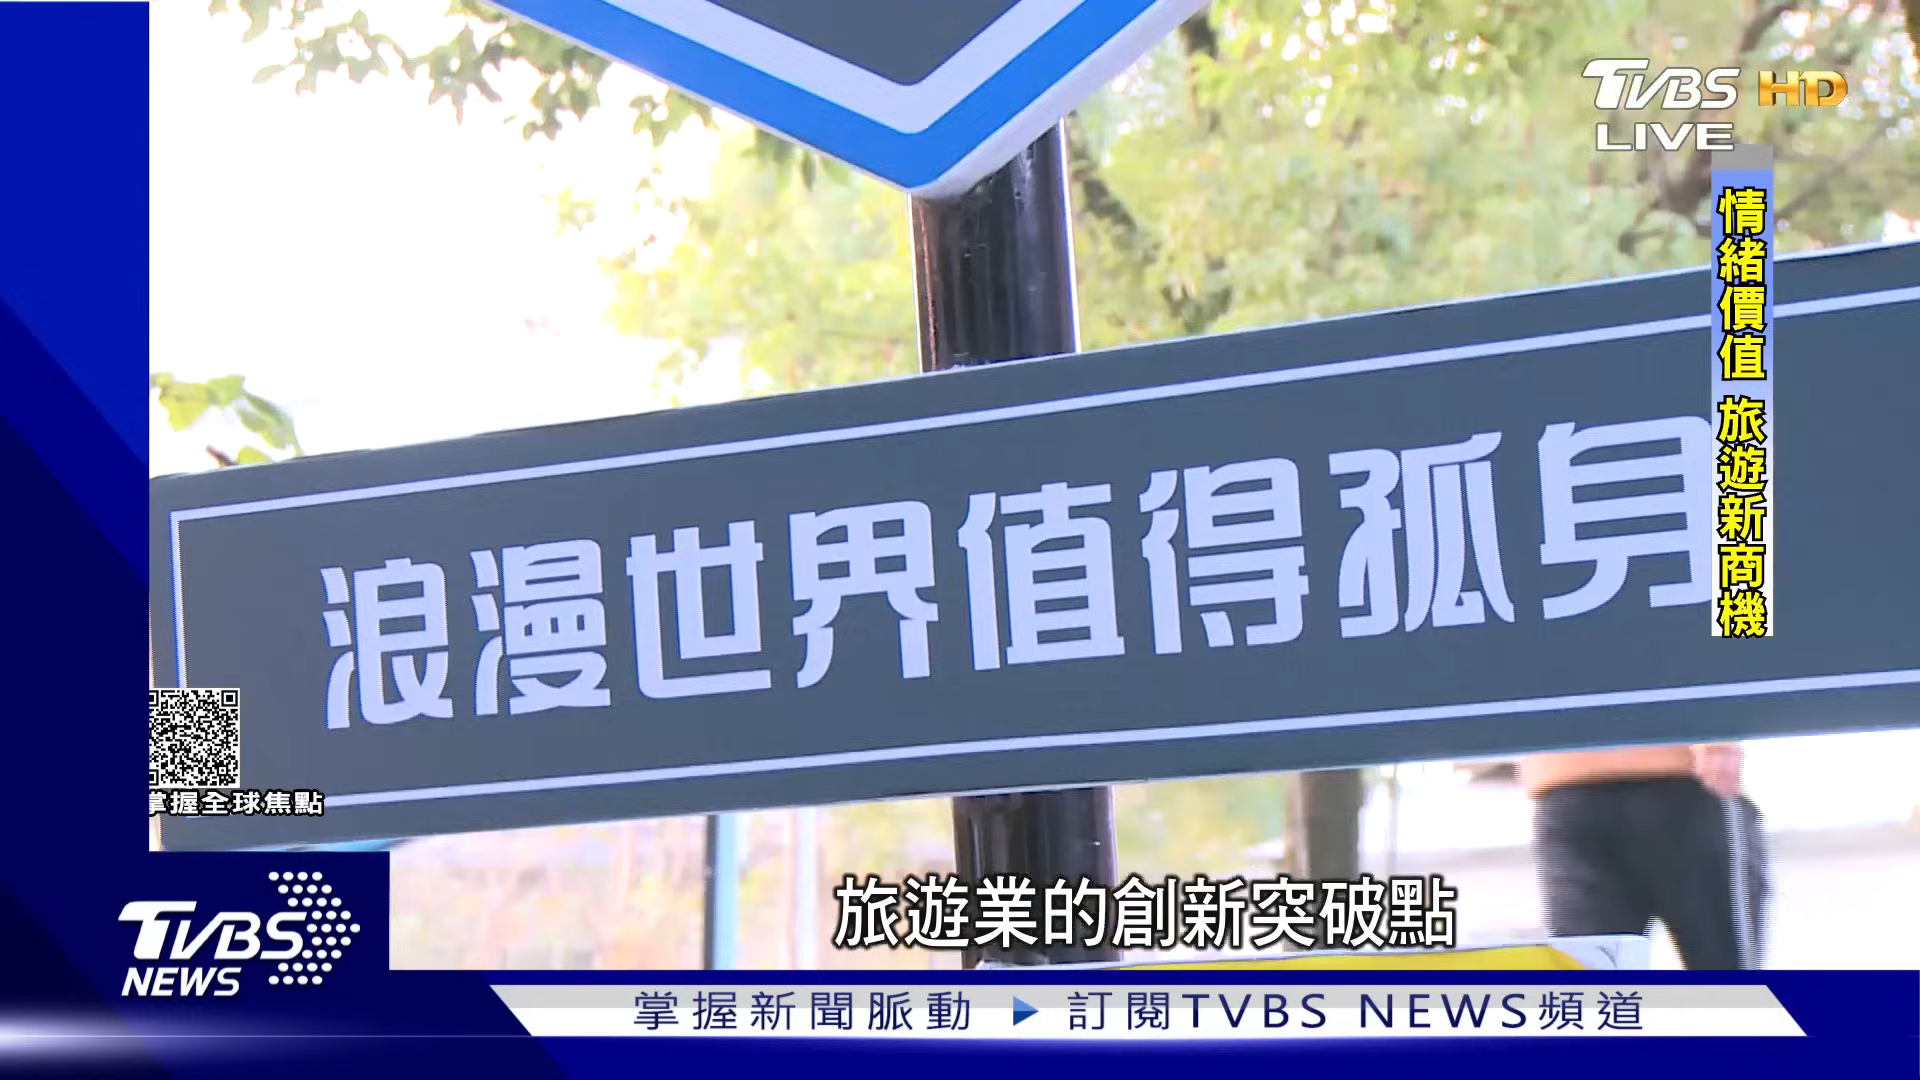 TVBS HD
LIVE
情緒價值 旅遊新商機
浪漫世界值得孤身
掌握全球焦點
旅遊業的創新突破點
TVBS
NEWS
掌握新聞脈動 ▶ 訂閱TVBS NEWS頻道